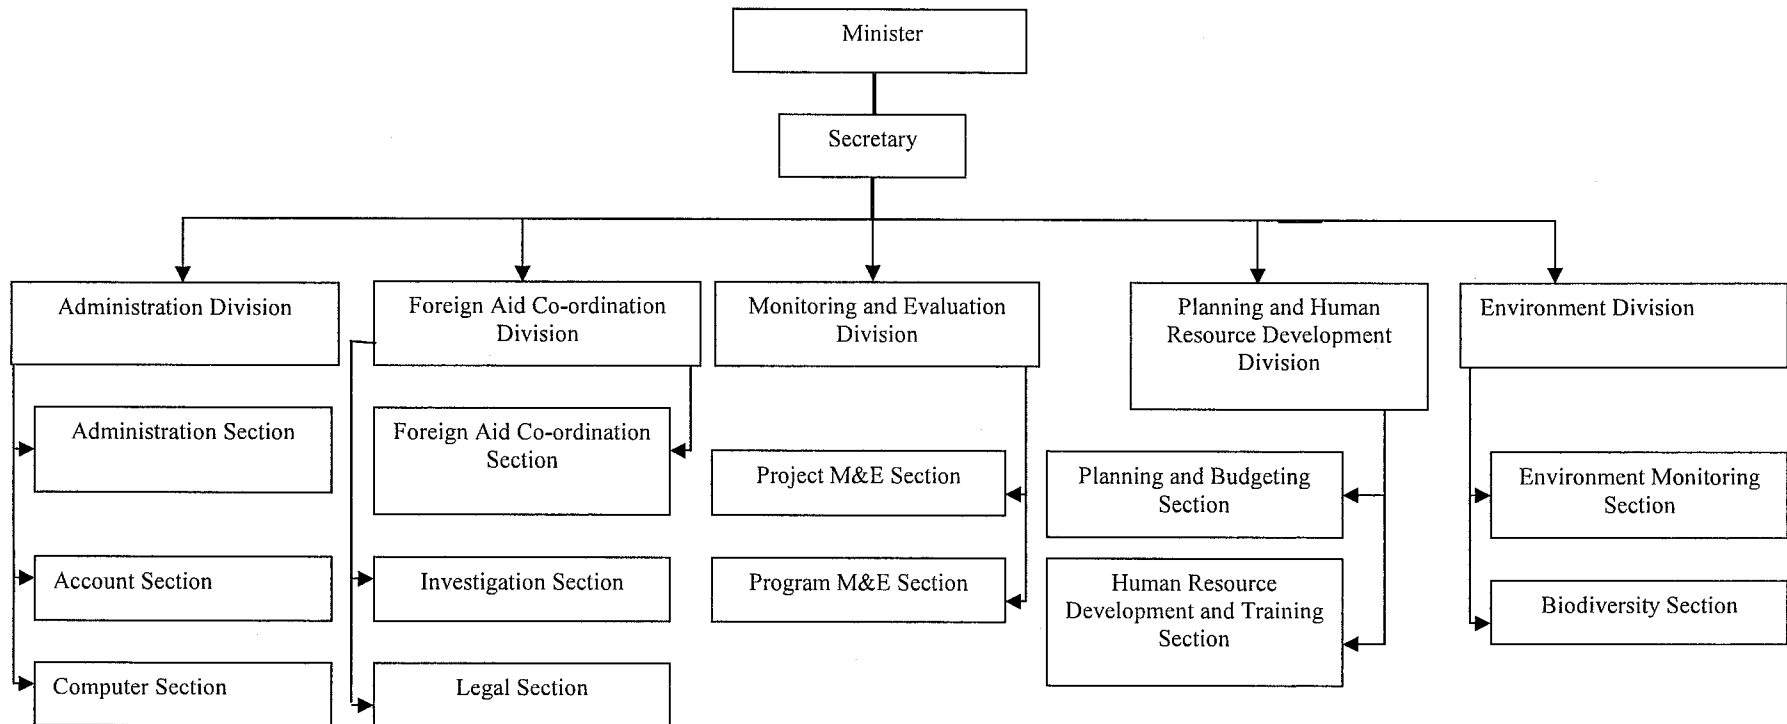 Minister
Secretary
Administration Division
Foreign Aid Co-ordination
Division
Monitoring and Evaluation
Division
Planning and Human
Resource Development
Division
Environment Division
Administration Section
Foreign Aid Co-ordination
Section
Project M&E Section
Planning and Budgeting
Section
Environment Monitoring
Section
Account Section
Investigation Section
Program M&E Section
Human Resource
Development and Training
Section
Biodiversity Section
Computer Section
Legal Section